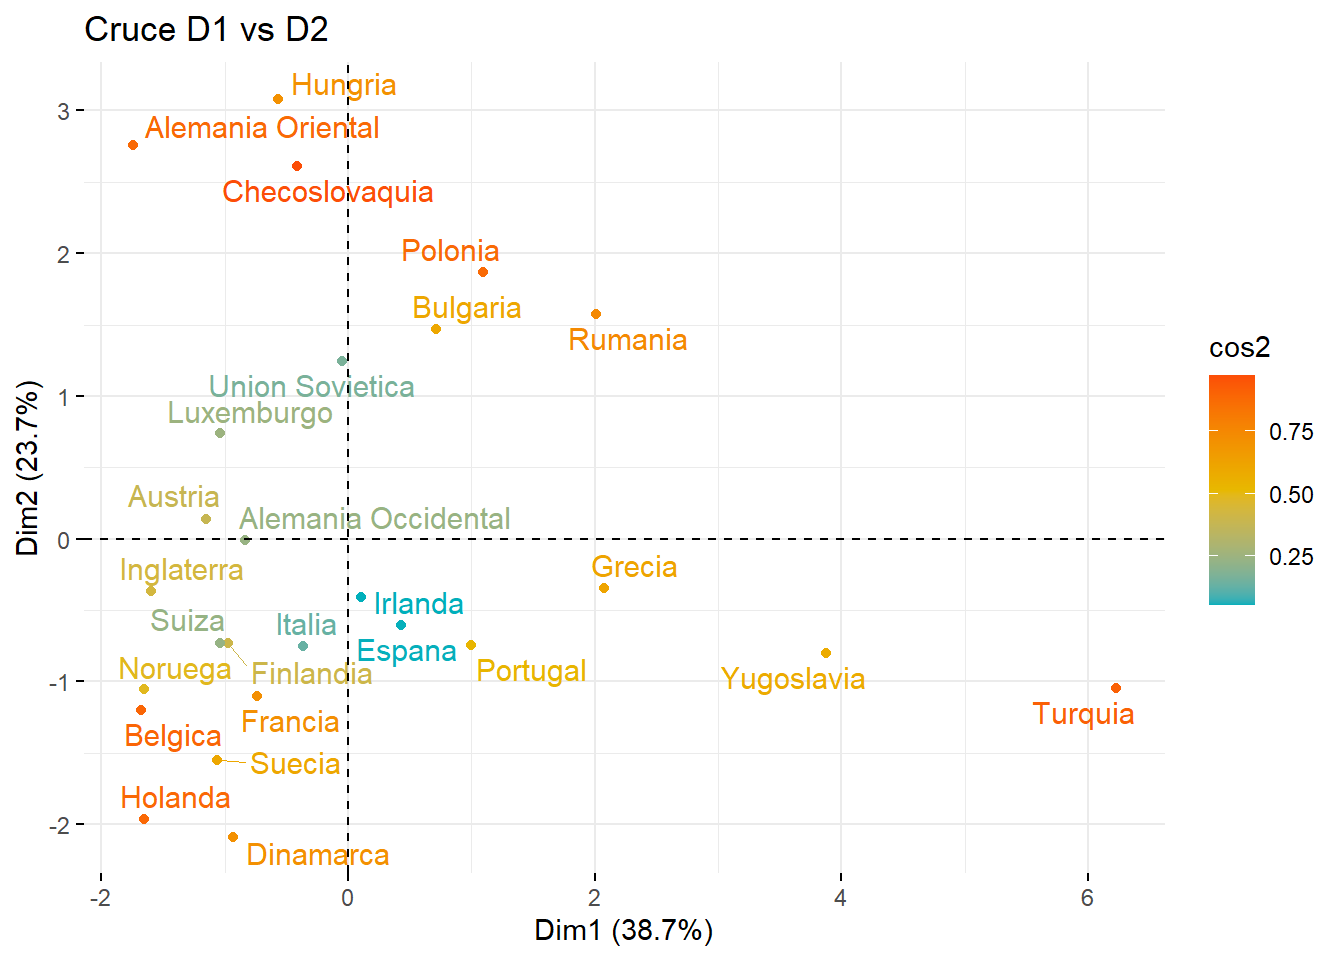 Cruce D1 vs D2
Hungria
3
Alemania Oriental
Checoslovaquia
Polonia
2
Bulgaria
Rumania
cos2
Union Sovietica
1
Luxemburgo
0.75
Austria
0.50
Alemania Occidental
0
Dim2 (23.7%)
Grecia
Inglaterra
0.25
Irlanda
Suiza
Italia
Espana
Noruega
Finlandia
Portugal
Yugoslavia
-1
Turquia
Francia
Belgica
Suecia
Holanda
-2
Dinamarca
-2
0
2
4
6
Dim1 (38.7%)